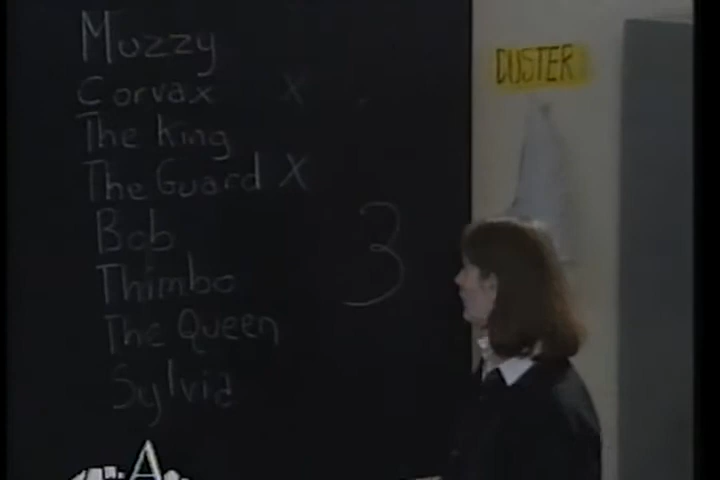 Muzzy
Corvax X
The King
The Guard X
Bob
Thimbo
The Queen
Sylvia
3
DUSTER
A